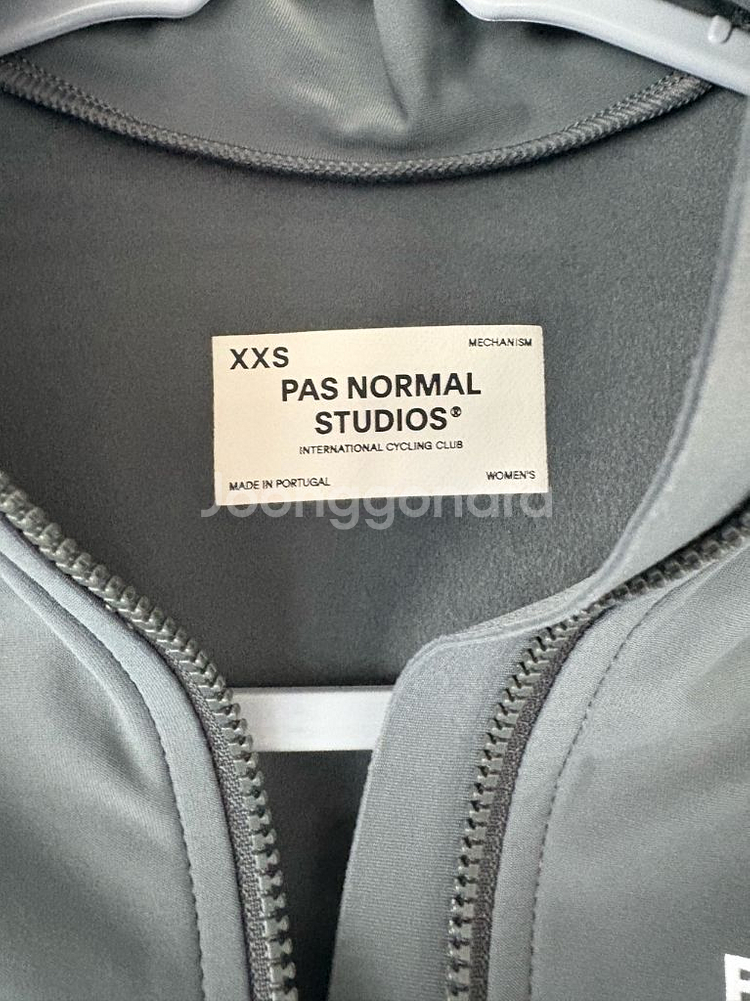 XXS
MECHANISM
PAS NORMAL
STUDIOS®
INTERNATIONAL CYCLING CLUB
MADE IN PORTUGAL
WOMEN'S
Joonggonara